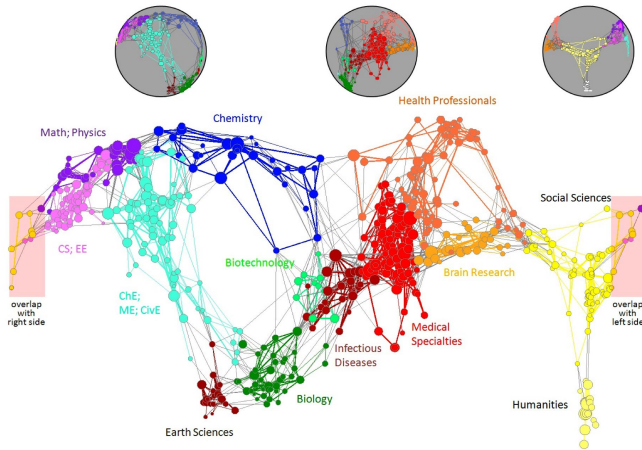 Health Professionals
Chemistry
Math; Physics
Social Sciences
CS; EE
Biotechnology
Brain Research
overlap
with
right side
ChE;
ME; CivE
overlap
with
left side
Medical
Specialties
Infectious
Diseases
Biology
Humanities
Earth Sciences